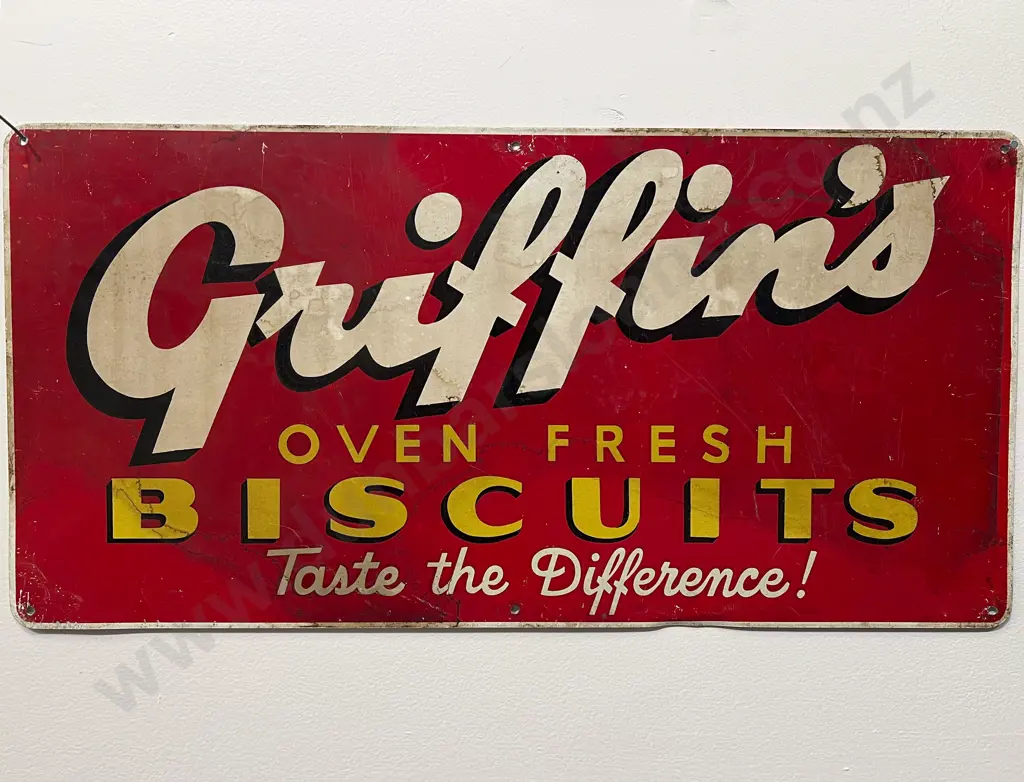 Griffin's
OVEN FRESH
BISCUITS
Taste the Difference!